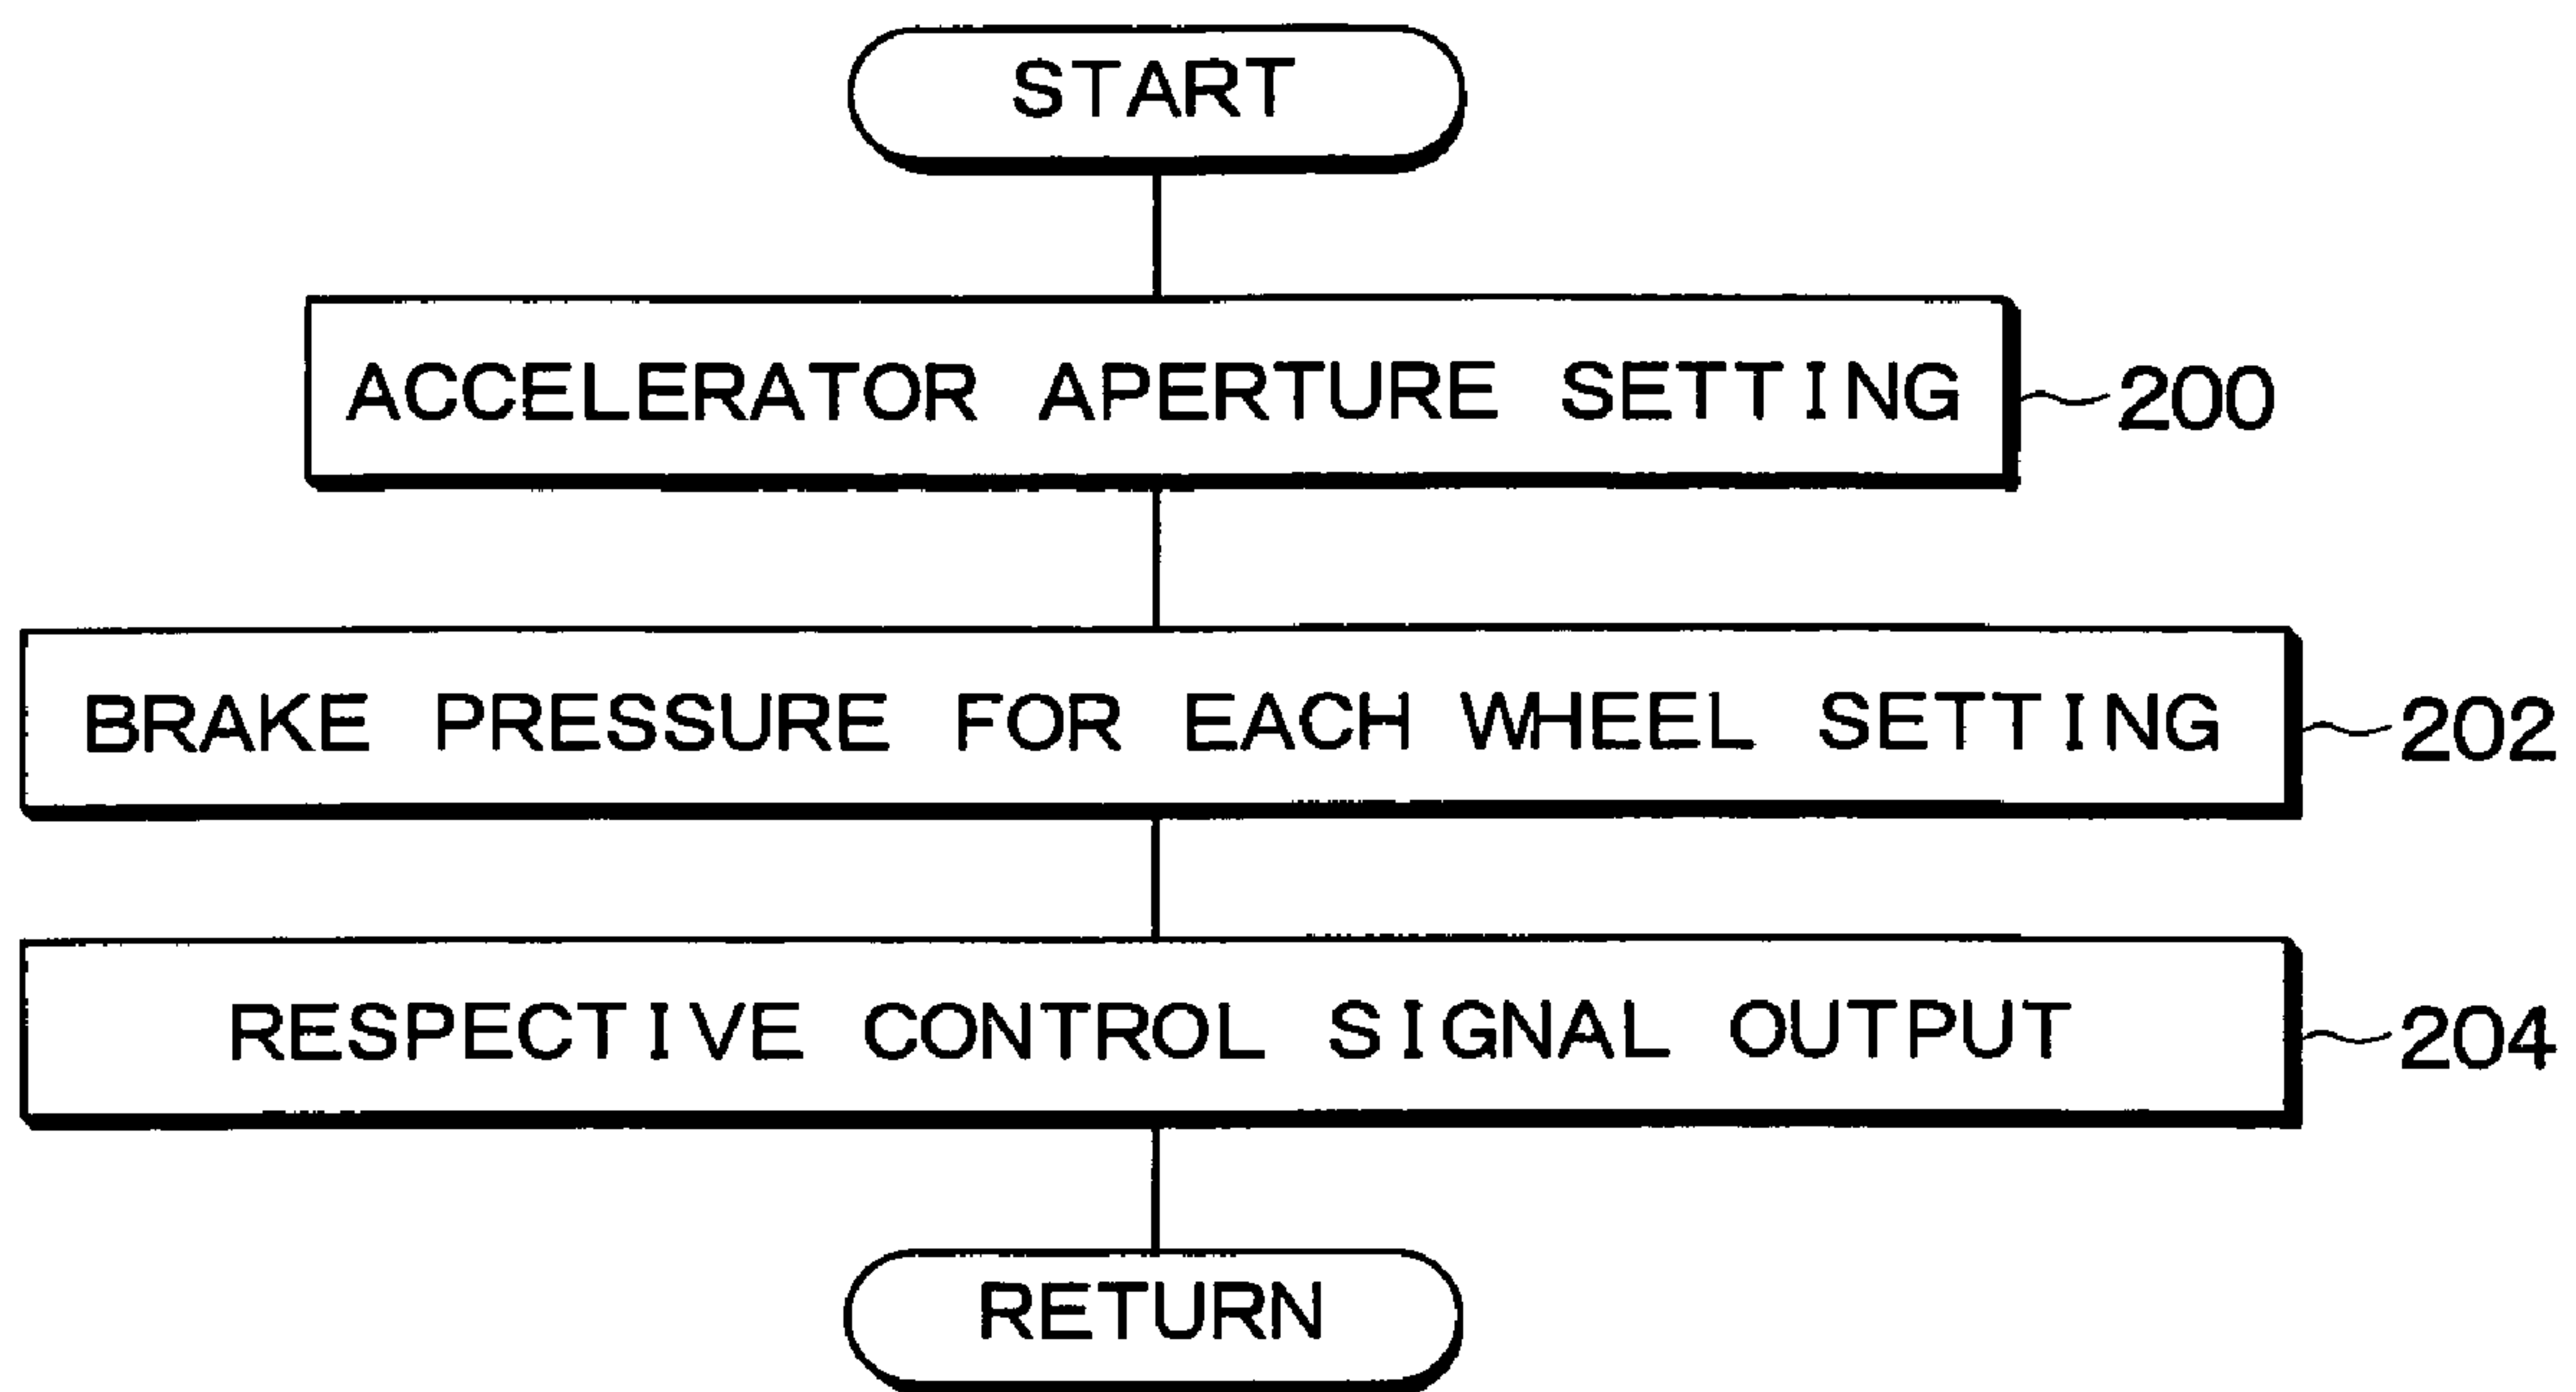 START
ACCELERATOR APERTURE SETTING
200
BRAKE PRESSURE FOR EACH WHEEL SETTING
202
RESPECTIVE CONTROL SIGNAL OUTPUT
204
RETURN